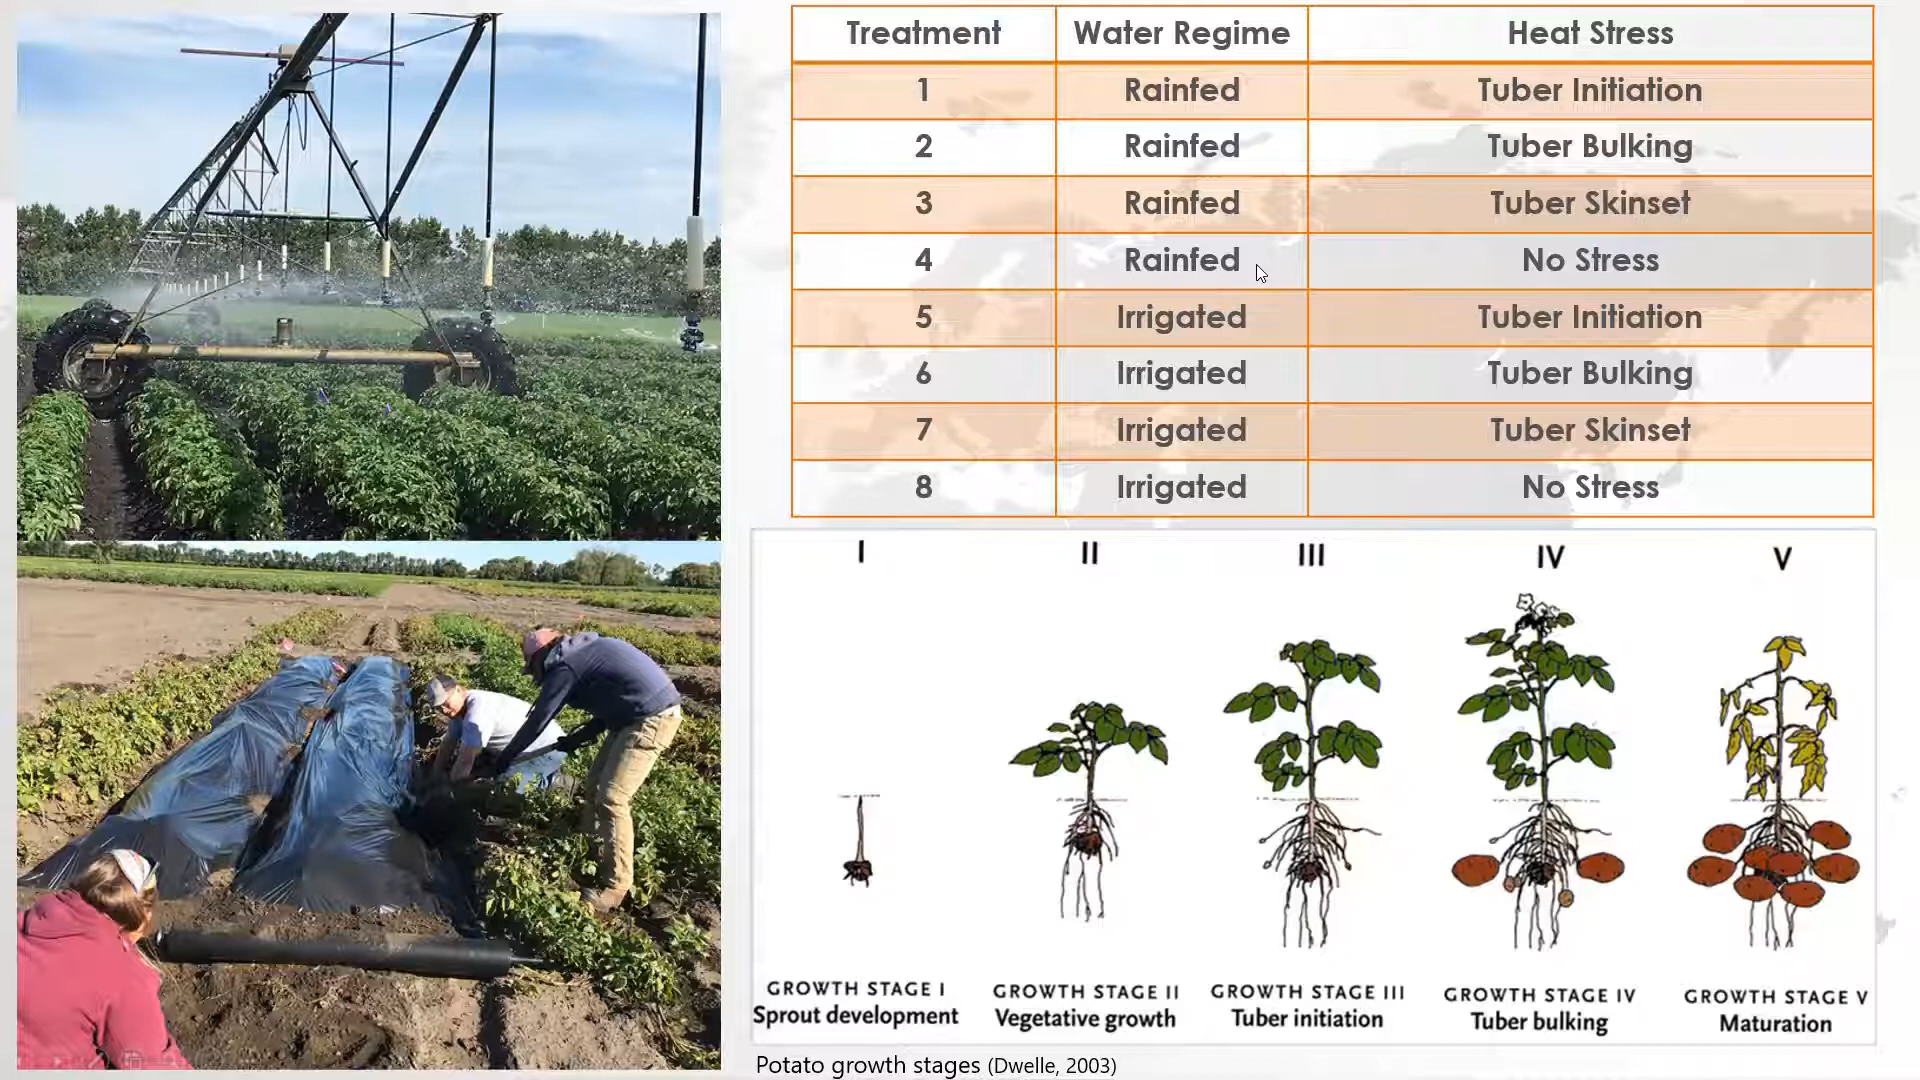 Treatment Water Regime Heat Stress
1 Rainfed Tuber Initiation
2 Rainfed Tuber Bulking
3 Rainfed Tuber Skinset
4 Rainfed No Stress
5 Irrigated Tuber Initiation
6 Irrigated Tuber Bulking
7 Irrigated Tuber Skinset
8 Irrigated No Stress
I II III IV V
GROWTH STAGE I
Sprout development
GROWTH STAGE II
Vegetative growth
GROWTH STAGE III
Tuber initiation
GROWTH STAGE IV
Tuber bulking
GROWTH STAGE V
Maturation
Potato growth stages (Dwelle, 2003)